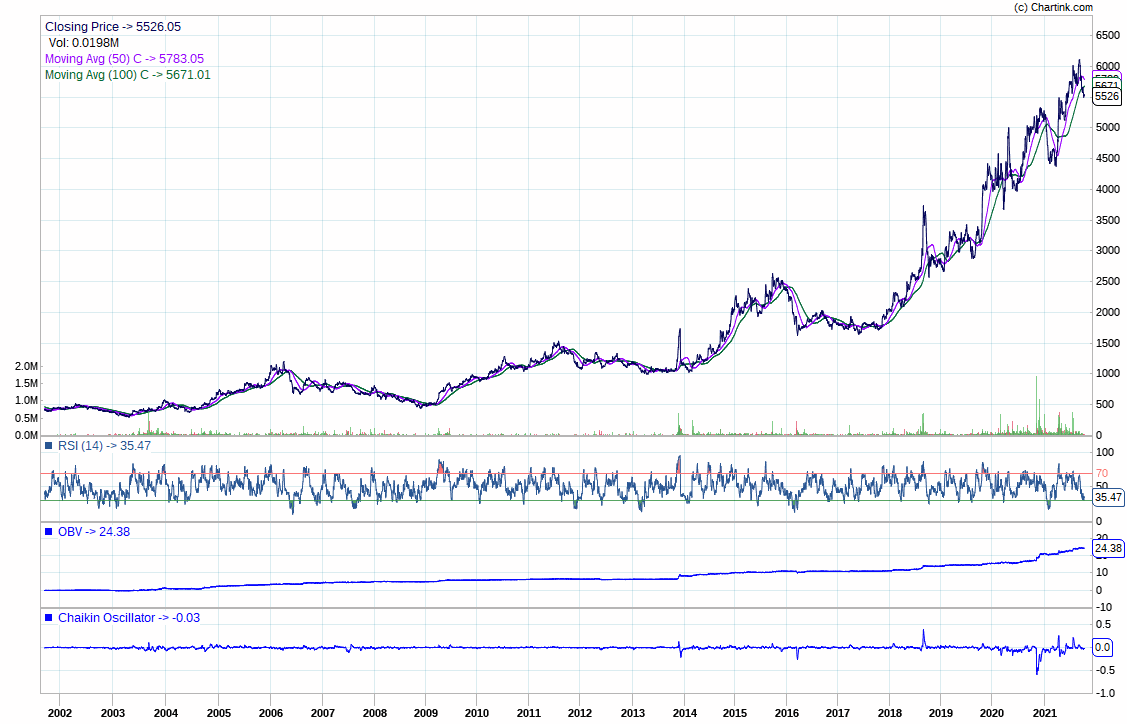 (c) Chartink.com
Closing Price -> 5526.05
Vol: 0.0198M
Moving Avg (50) C -> 5783.05
Moving Avg (100) C -> 5671.01
6500
6000
5671
5526
5000
4500
4000
3500
3000
2500
2000
1500
1000
500
0
2.0M
1.5M
1.0M
0.5M
0.0M
RSI (14) -> 35.47
100
70
50
35.47
0
OBV -> 24.38
20
24.38
10
0
-10
Chaikin Oscillator -> -0.03
0.5
0.0
-0.5
-1.0
2002 2003 2004 2005 2006 2007 2008 2009 2010 2011 2012 2013 2014 2015 2016 2017 2018 2019 2020 2021